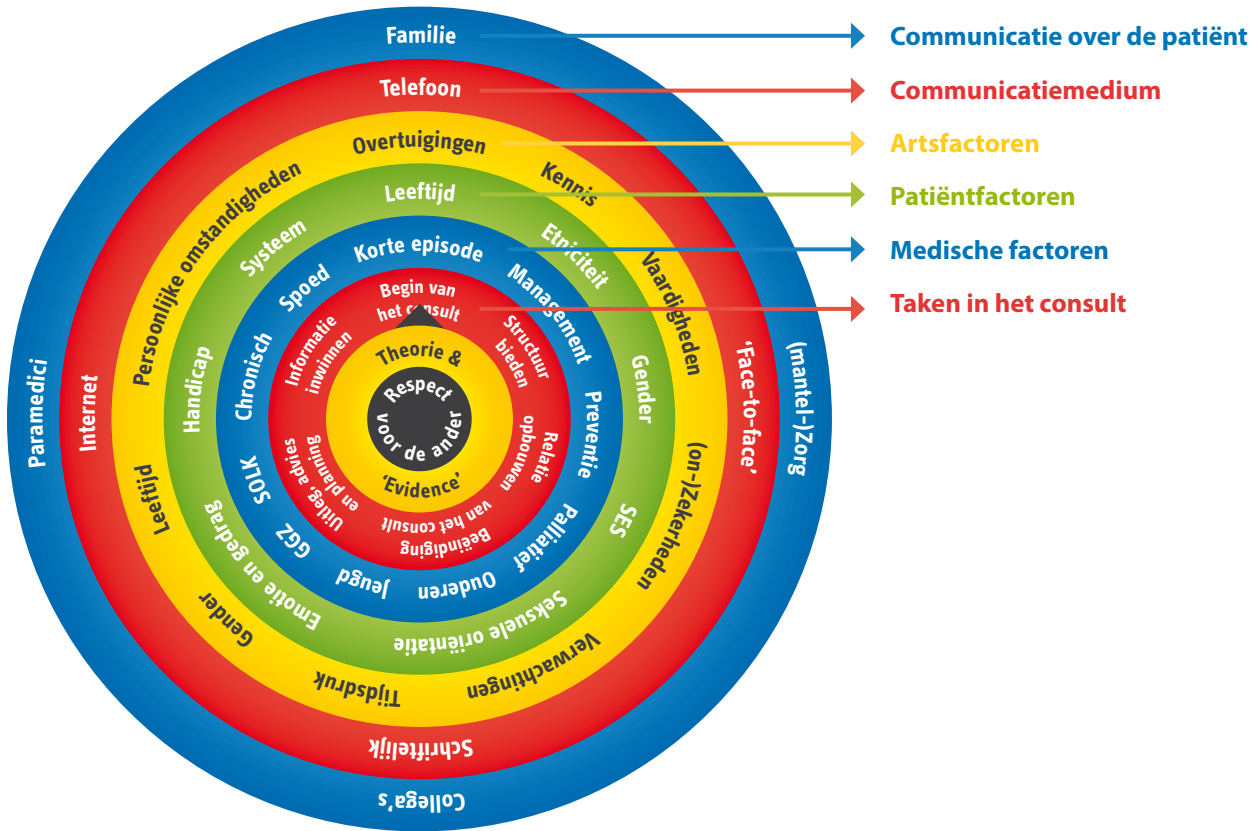 Familie
(mantel-)Zorg
Collega's
Paramedici
Telefoon
'Face-to-face'
Schriftelijk
Internet
Overtuigingen
Kennis
Vaardigheden
(on-)Zekerheden
Verwachtingen
Tijdsdruk
Gender
Leeftijd
Persoonlijke omstandigheden
Leeftijd
Etniciteit
Gender
SES
Seksuele oriëntatie
Emotie en gedrag
Handicap
Systeem
Korte episode
Management
Preventie
Palliatief
Ouderen
Jeugd
GGZ
SOLK
Chronisch
Spoed
Begin van
het consult
Structuur
bieden
Relatie
opbouwen
Beëindiging
van het consult
Uitleg, advies
en planning
Informatie
inwinnen
Theorie &
'Evidence'
Respect
voor de ander
Communicatie over de patiënt
Communicatiemedium
Artsfactoren
Patiëntfactoren
Medische factoren
Taken in het consult